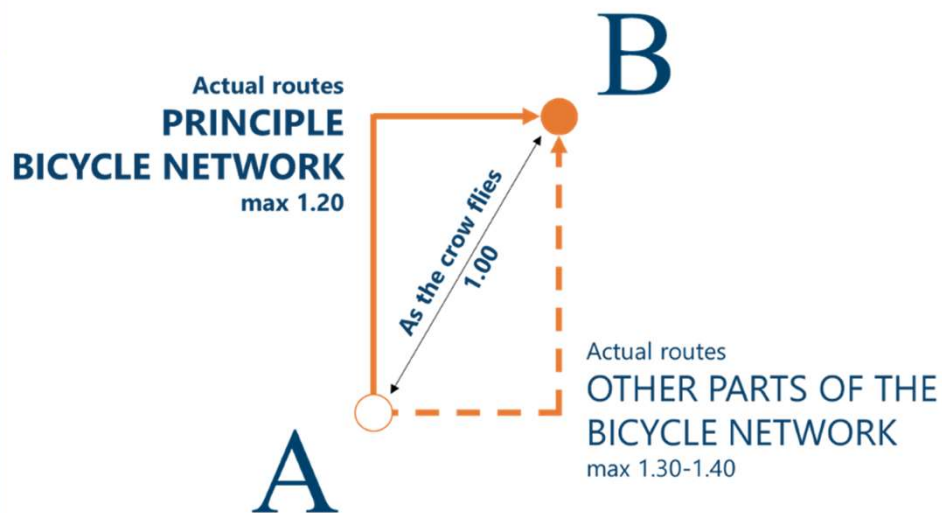 B
Actual routes
PRINCIPLE
BICYCLE NETWORK
max 1.20
As the crow flies
1.00
Actual routes
OTHER PARTS OF THE
BICYCLE NETWORK
max 1.30-1.40
A